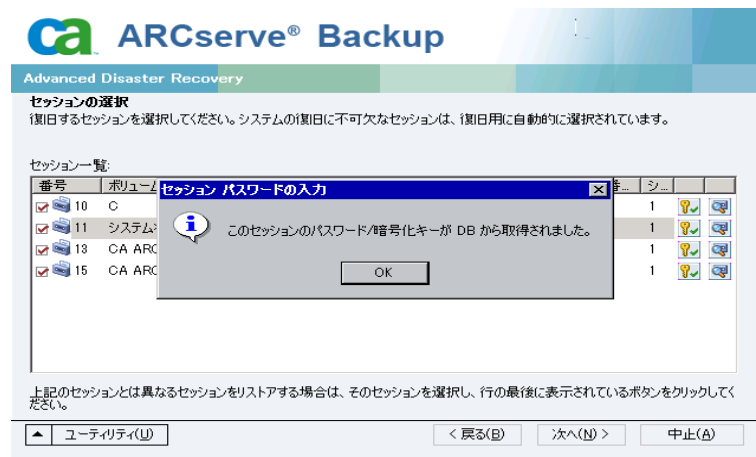 ca ARCserve® Backup
Advanced Disaster Recovery
セッションの選択
復旧するセッションを選択してください。システムの復旧に不可欠なセッションは、復旧用に自動的に選択されています。
セッション一覧:
番号 ボリューム シ...
10 C 1
11 システム 1
13 CA ARC 1
15 CA ARC 1
セッション パスワードの入力
このセッションのパスワード/暗号化キーが DB から取得されました。
OK
上記のセッションとは異なるセッションをリストアする場合は、そのセッションを選択し、行の最後に表示されているボタンをクリックしてく
ださい。
ユーティリティ(U) < 戻る(B) 次へ(N) > 中止(A)